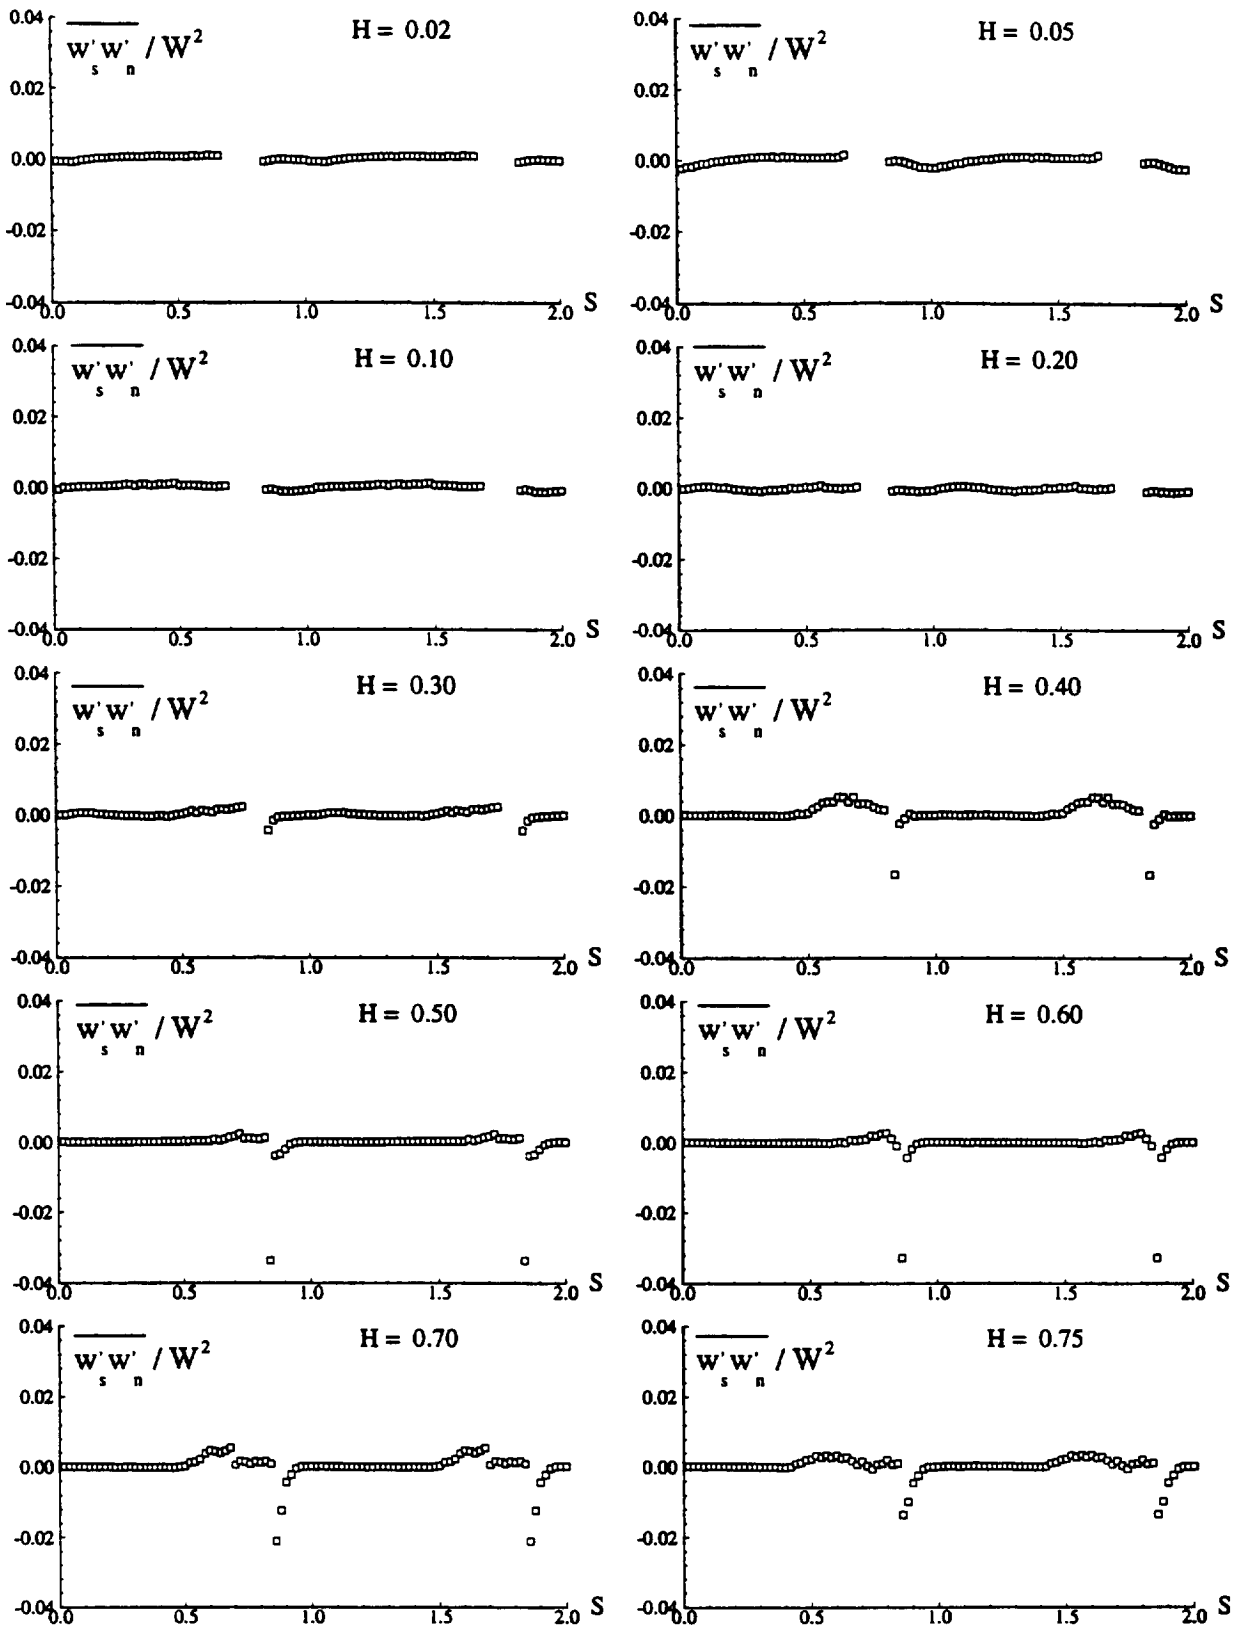 0.04 w's w'n / W² H = 0.02
0.02
0.00
-0.02
-0.04
0.0 0.5 1.0 1.5 2.0 S
0.04 w's w'n / W² H = 0.05
0.02
0.00
-0.02
-0.04
0.0 0.5 1.0 1.5 2.0 S
0.04 w's w'n / W² H = 0.10
0.02
0.00
-0.02
-0.04
0.0 0.5 1.0 1.5 2.0 S
0.04 w's w'n / W² H = 0.20
0.02
0.00
-0.02
-0.04
0.0 0.5 1.0 1.5 2.0 S
0.04 w's w'n / W² H = 0.30
0.02
0.00
-0.02
-0.04
0.0 0.5 1.0 1.5 2.0 S
0.04 w's w'n / W² H = 0.40
0.02
0.00
-0.02
-0.04
0.0 0.5 1.0 1.5 2.0 S
0.04 w's w'n / W² H = 0.50
0.02
0.00
-0.02
-0.04
0.0 0.5 1.0 1.5 2.0 S
0.04 w's w'n / W² H = 0.60
0.02
0.00
-0.02
-0.04
0.0 0.5 1.0 1.5 2.0 S
0.04 w's w'n / W² H = 0.70
0.02
0.00
-0.02
-0.04
0.0 0.5 1.0 1.5 2.0 S
0.04 w's w'n / W² H = 0.75
0.02
0.00
-0.02
-0.04
0.0 0.5 1.0 1.5 2.0 S